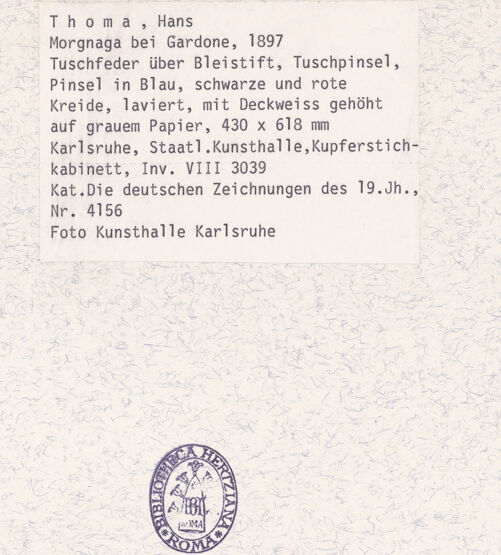 T h o m a , Hans
Morgnaga bei Gardone, 1897
Tuschfeder über Bleistift, Tuschpinsel,
Pinsel in Blau, schwarze und rote
Kreide, laviert, mit Deckweiss gehöht
auf grauem Papier, 430 x 618 mm
Karlsruhe, Staatl.Kunsthalle,Kupferstich-
kabinett, Inv. VIII 3039
Kat.Die deutschen Zeichnungen des 19.Jh.,
Nr. 4156
Foto Kunsthalle Karlsruhe
BIBLIOTHECA HERTZIANA
ROMA